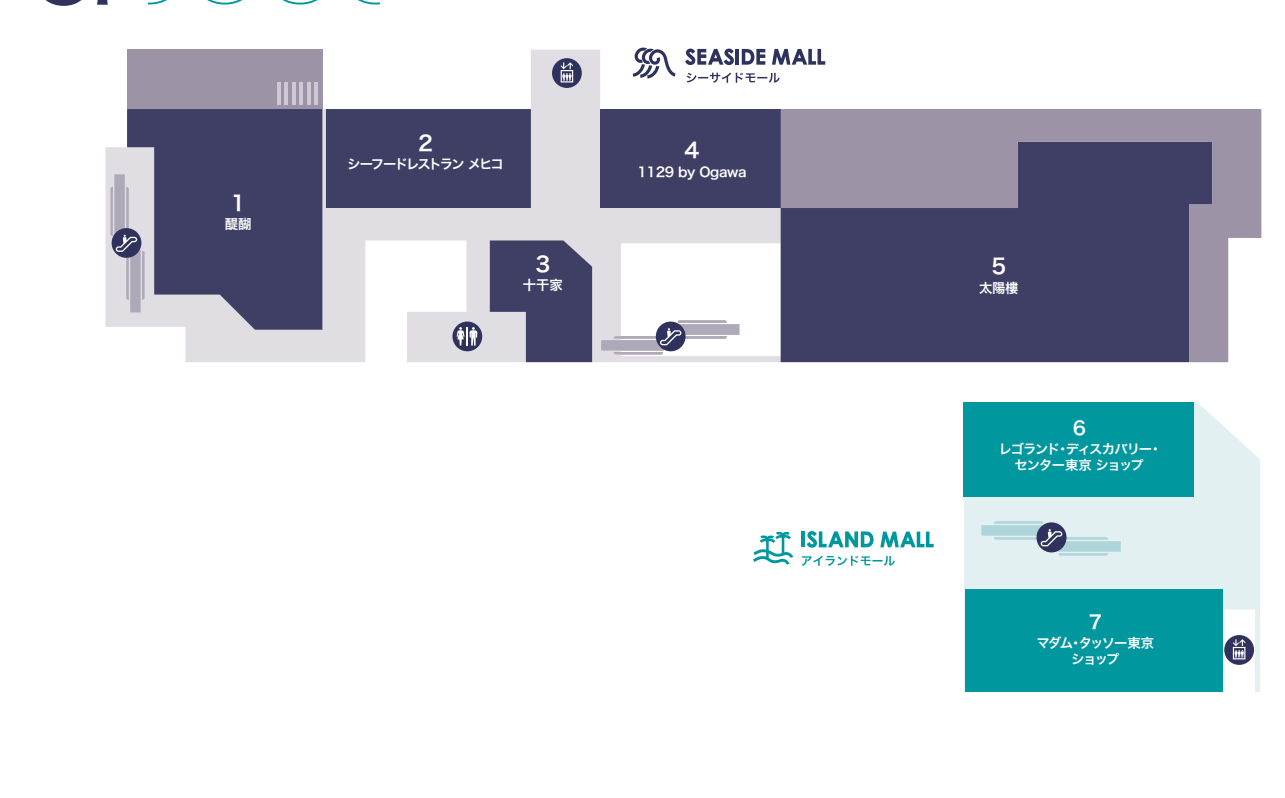 SEASIDE MALL
シーサイドモール
1
醍醐
2
シーフードレストラン メヒコ
3
十干家
4
1129 by Ogawa
5
太陽樓
6
レゴランド・ディスカバリー・
センター東京 ショップ
ISLAND MALL
アイランドモール
7
マダム・タッソー東京
ショップ